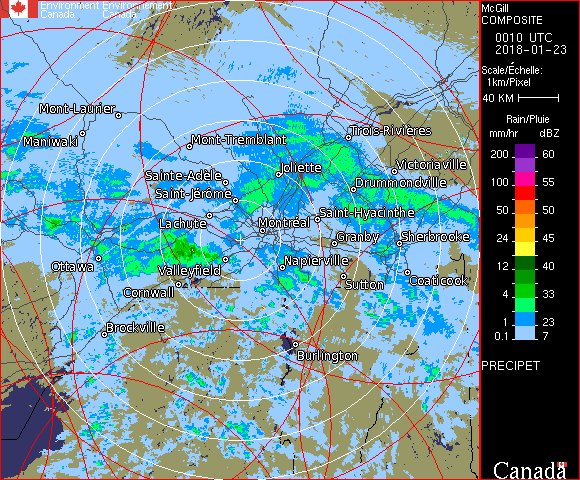 Environment Environnement
Canada Canada
McGill
COMPOSITE
0010 UTC
2018-01-23
Scale/Échelle:
1km/Pixel
40 KM
Rain/Pluie
mm/hr dBZ
200 60
100 55
50 50
24 45
12 40
4 33
1 23
0.1 7
PRECIPET
Canada
Mont-Laurier
Maniwaki
Mont-Tremblant
Trois-Rivières
Joliette
Victoriaville
Sainte-Adèle
Drummondville
Saint-Jérôme
Lachute
Saint-Hyacinthe
Montréal
Granby
Sherbrooke
Ottawa
Valleyfield
Napierville
Cornwall
Sutton
Coaticook
Brockville
Burlington